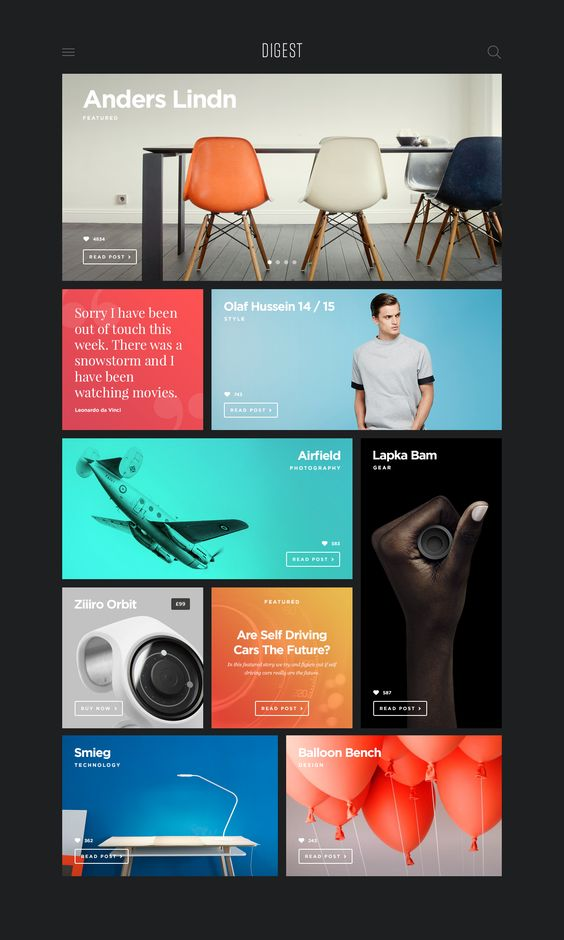 DIGEST
Anders Lindn
FEATURED
4834
READ POST >
Sorry I have been
out of touch this
week. There was a
snowstorm and I
have been
watching movies.
Leonardo da Vinci
Olaf Hussein 14 / 15
STYLE
743
READ POST >
Airfield
PHOTOGRAPHY
583
READ POST >
Lapka Bam
GEAR
587
READ POST >
Ziiiro Orbit
£99
BUY NOW >
FEATURED
Are Self Driving
Cars The Future?
In this featured story we try and figure out if self
driving cars really are the future.
READ POST >
Smieg
TECHNOLOGY
362
READ POST >
Balloon Bench
DESIGN
243
READ POST >